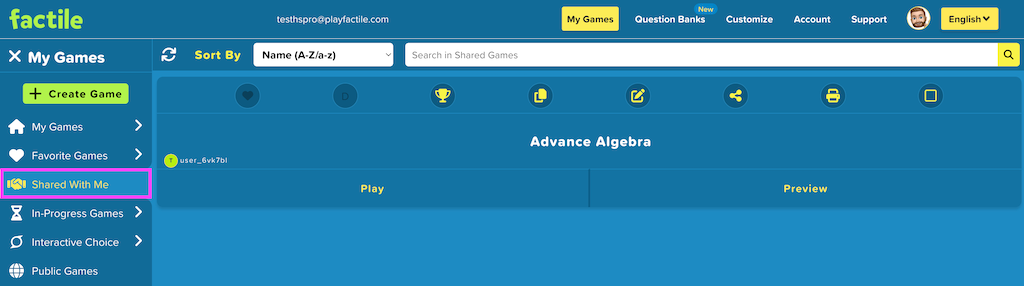 factile
testhspro@playfactile.com
My Games
Question Banks
New
Customize
Account
Support
English
My Games
Sort By
Name (A-Z/a-z)
Search in Shared Games
Create Game
My Games
Favorite Games
Shared With Me
In-Progress Games
Interactive Choice
Public Games
Advance Algebra
T
user_6vk7bl
Play
Preview